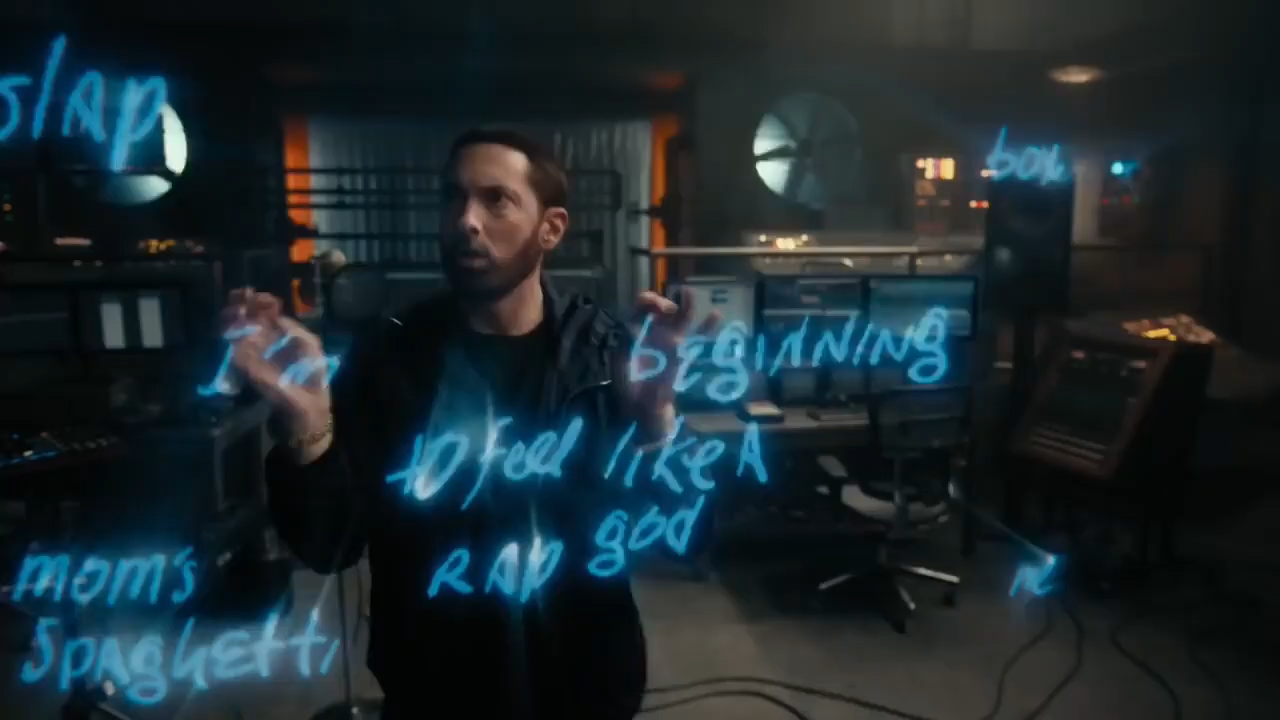 slap
box
I'm beginning
to feel like A
RAp god
mom's
SpAghetti